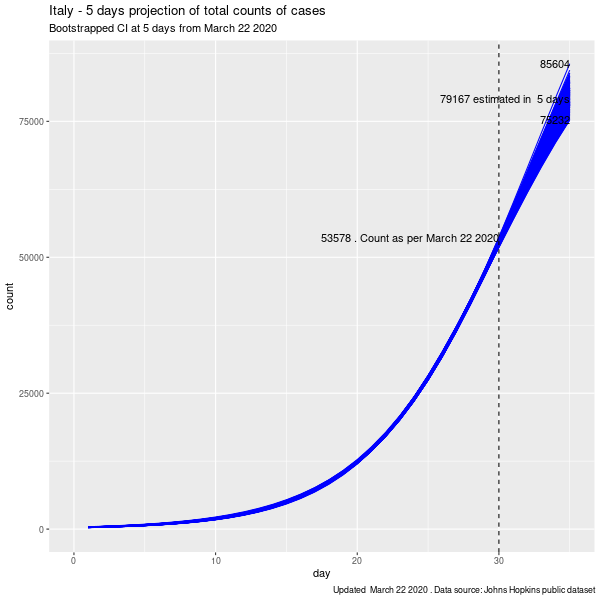 Italy - 5 days projection of total counts of cases
Bootstrapped CI at 5 days from March 22 2020
85604
79167 estimated in  5 days
53578 . Count as per March 22 2020
75000
50000
25000
0
count
0
10
20
30
day
Updated  March 22 2020 . Data source: Johns Hopkins public dataset